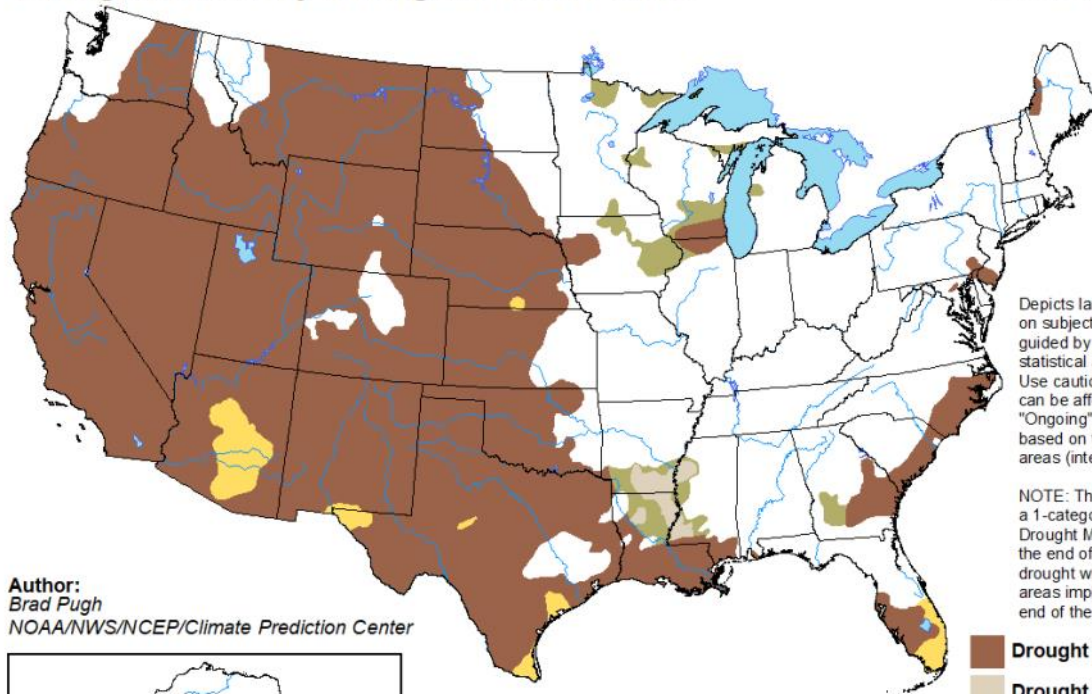 Author:
Brad Pugh
NOAA/NWS/NCEP/Climate Prediction Center
Depicts la
on subject
guided by
statistical
Use cautio
can be affe
"Ongoing"
based on
areas (inte
NOTE: Th
a 1-catego
Drought M
the end of
drought w
areas imp
end of the
Drought
Drought